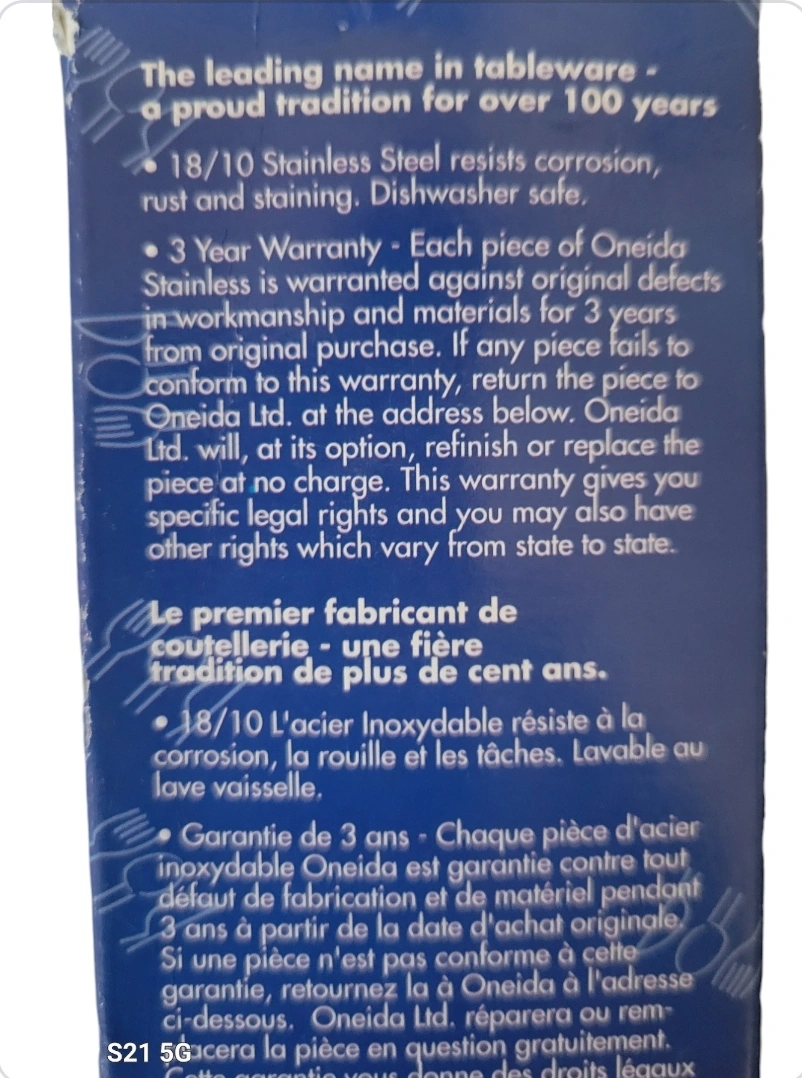 The leading name in tableware -
a proud tradition for over 100 years
• 18/10 Stainless Steel resists corrosion,
rust and staining. Dishwasher safe.
• 3 Year Warranty - Each piece of Oneida
Stainless is warranted against original defects
in workmanship and materials for 3 years
from original purchase. If any piece fails to
conform to this warranty, return the piece to
Oneida Ltd. at the address below. Oneida
Ltd. will, at its option, refinish or replace the
piece at no charge. This warranty gives you
specific legal rights and you may also have
other rights which vary from state to state.
Le premier fabricant de
coutellerie - une fière
tradition de plus de cent ans.
• 18/10 L'acier Inoxydable résiste à la
corrosion, la rouille et les tâches. Lavable au
lave vaisselle.
• Garantie de 3 ans - Chaque pièce d'acier
inoxydable Oneida est garantie contre tout
défaut de fabrication et de matériel pendant
3 ans à partir de la date d'achat originale.
Si une pièce n'est pas conforme à cette
garantie, retournez la à Oneida à l'adresse
ci-dessous. Oneida Ltd. réparera ou rem-
placera la pièce en question gratuitement.
Cette garantie vous donne des droits légaux
S21 5G